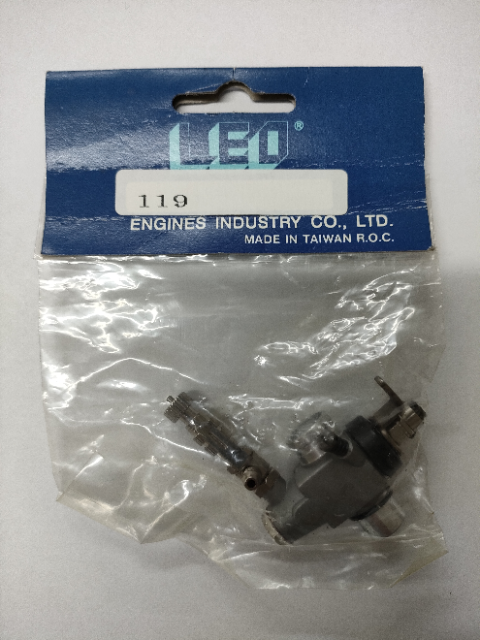 LEO®
119
ENGINES INDUSTRY CO., LTD.
MADE IN TAIWAN R.O.C.